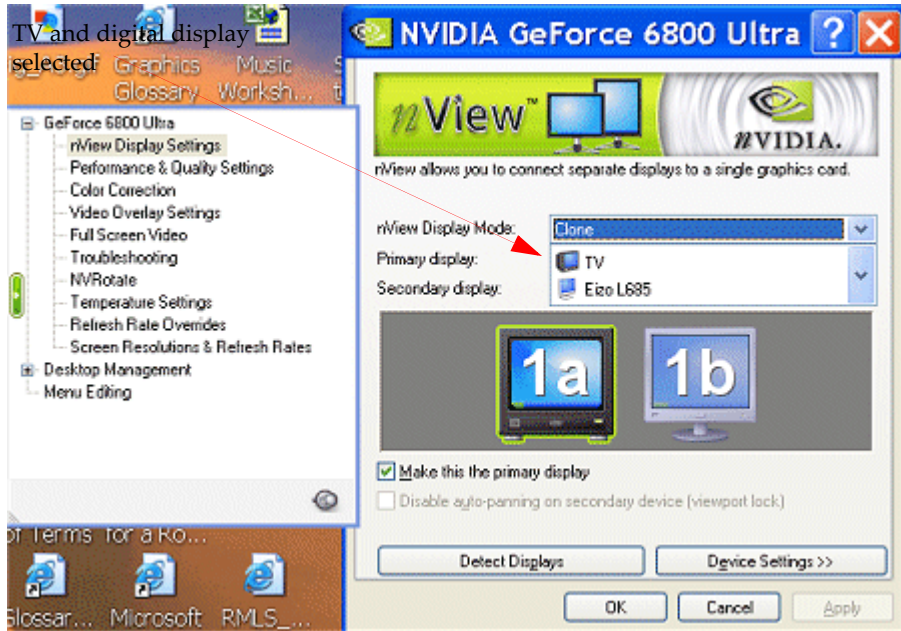 TV and digital display
selected
Graphics
Glossary
Music
Worksh...
NVIDIA GeForce 6800 Ultra
GeForce 6800 Ultra
nView Display Settings
Performance & Quality Settings
Color Correction
Video Overlay Settings
Full Screen Video
Troubleshooting
NVRotate
Temperature Settings
Refresh Rate Overrides
Screen Resolutions & Refresh Rates
Desktop Management
Menu Editing
nView™
nVIDIA.
nView allows you to connect separate displays to a single graphics card.
nView Display Mode:
Clone
Primary display:
TV
Secondary display:
Eizo L685
1a
1b
Make this the primary display
Disable auto-panning on secondary device (viewport lock)
Detect Displays
Device Settings >>
OK
Cancel
Apply
of Terms
for a Ro...
Glossar...
Microsoft
RMLS_...